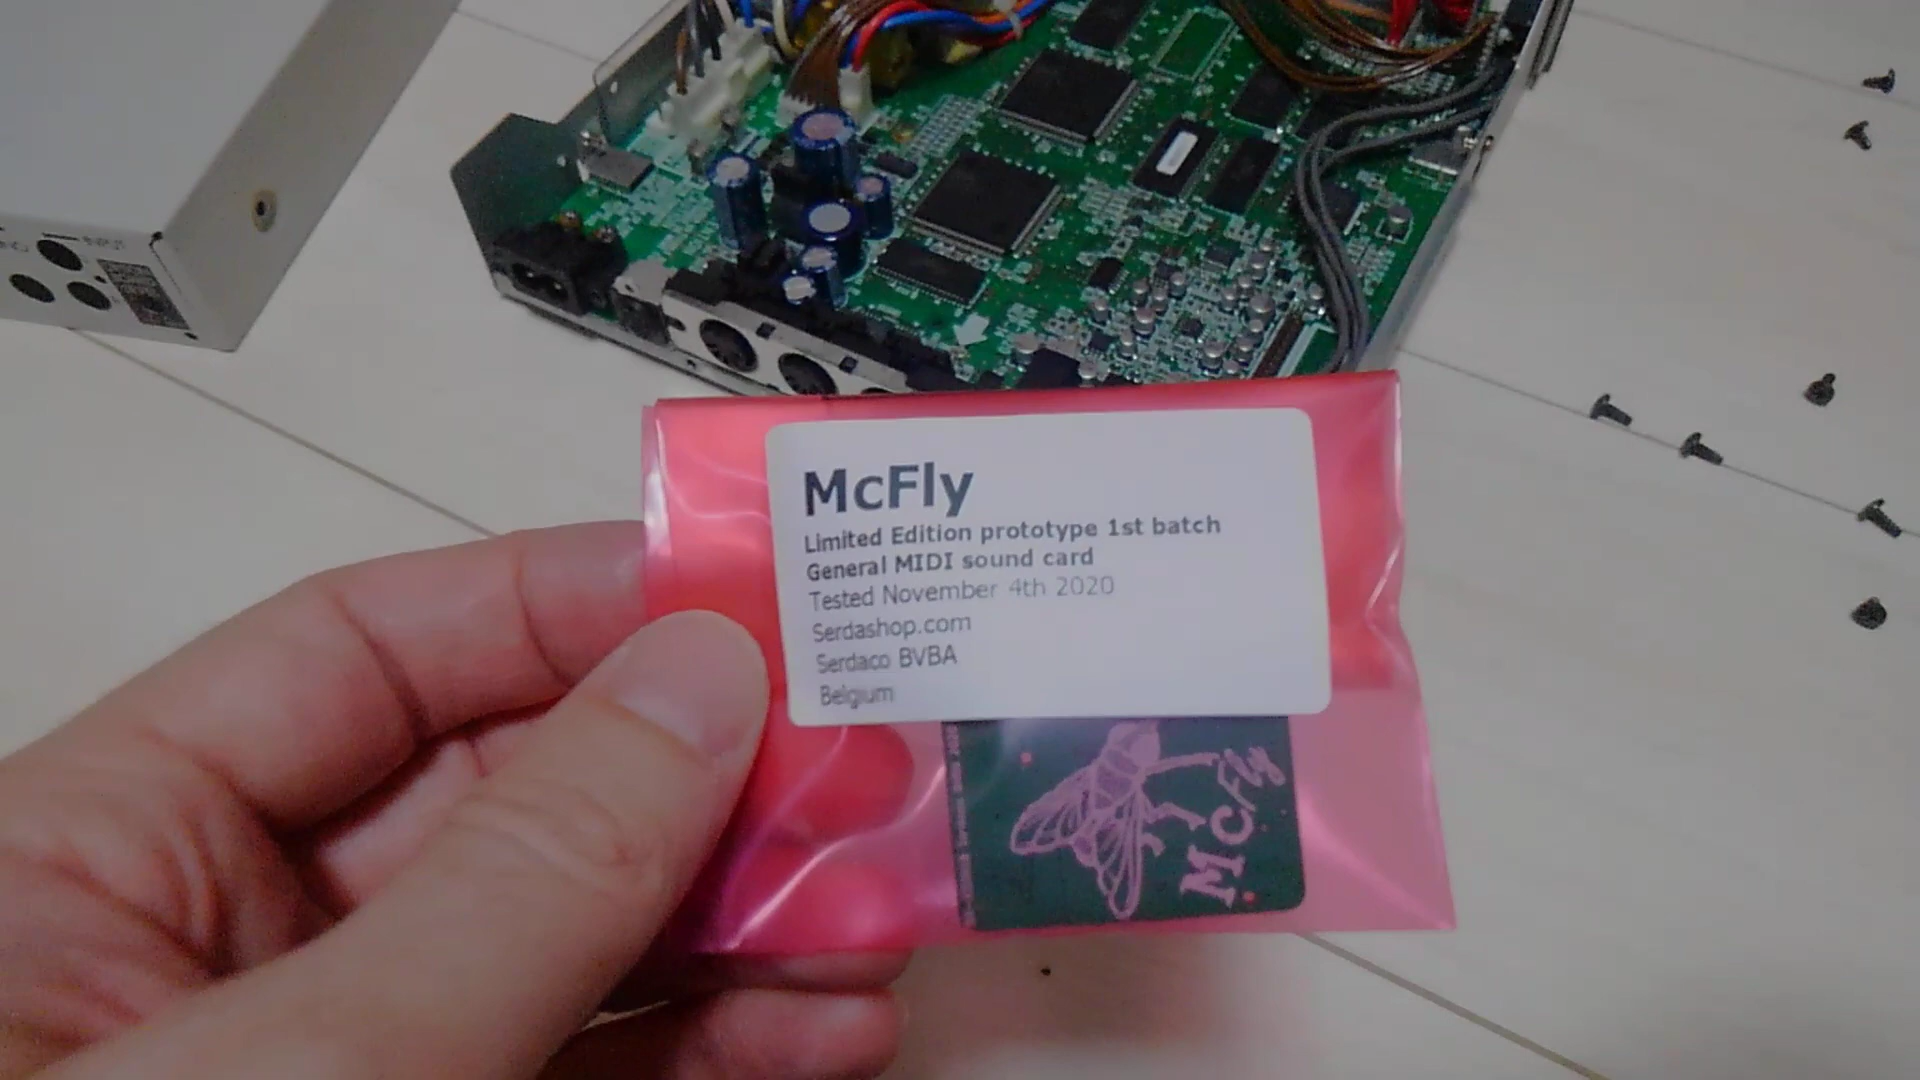 INPUT
McFly
Limited Edition prototype 1st batch
General MIDI sound card
Tested November 4th 2020
Serdashop.com
Serdaco BVBA
Belgium
McFly